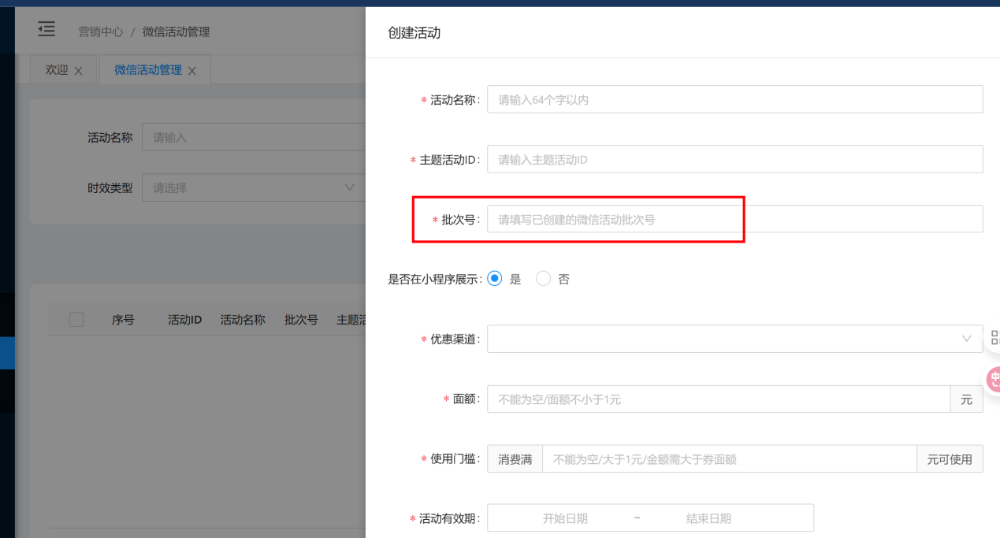 营销中心 / 微信活动管理
欢迎
微信活动管理
活动名称 请输入
时效类型 请选择
序号 活动ID 活动名称 批次号
创建活动
* 活动名称: 请输入64个字以内
* 主题活动ID: 请输入主题活动ID
* 批次号: 请填写已创建的微信活动批次号
是否在小程序展示: 是 否
* 优惠渠道:
* 面额: 不能为空/面额不小于1元 元
* 使用门槛: 消费满 不能为空/大于1元/金额需大于券面额 元可使用
* 活动有效期: 开始日期 ~ 结束日期